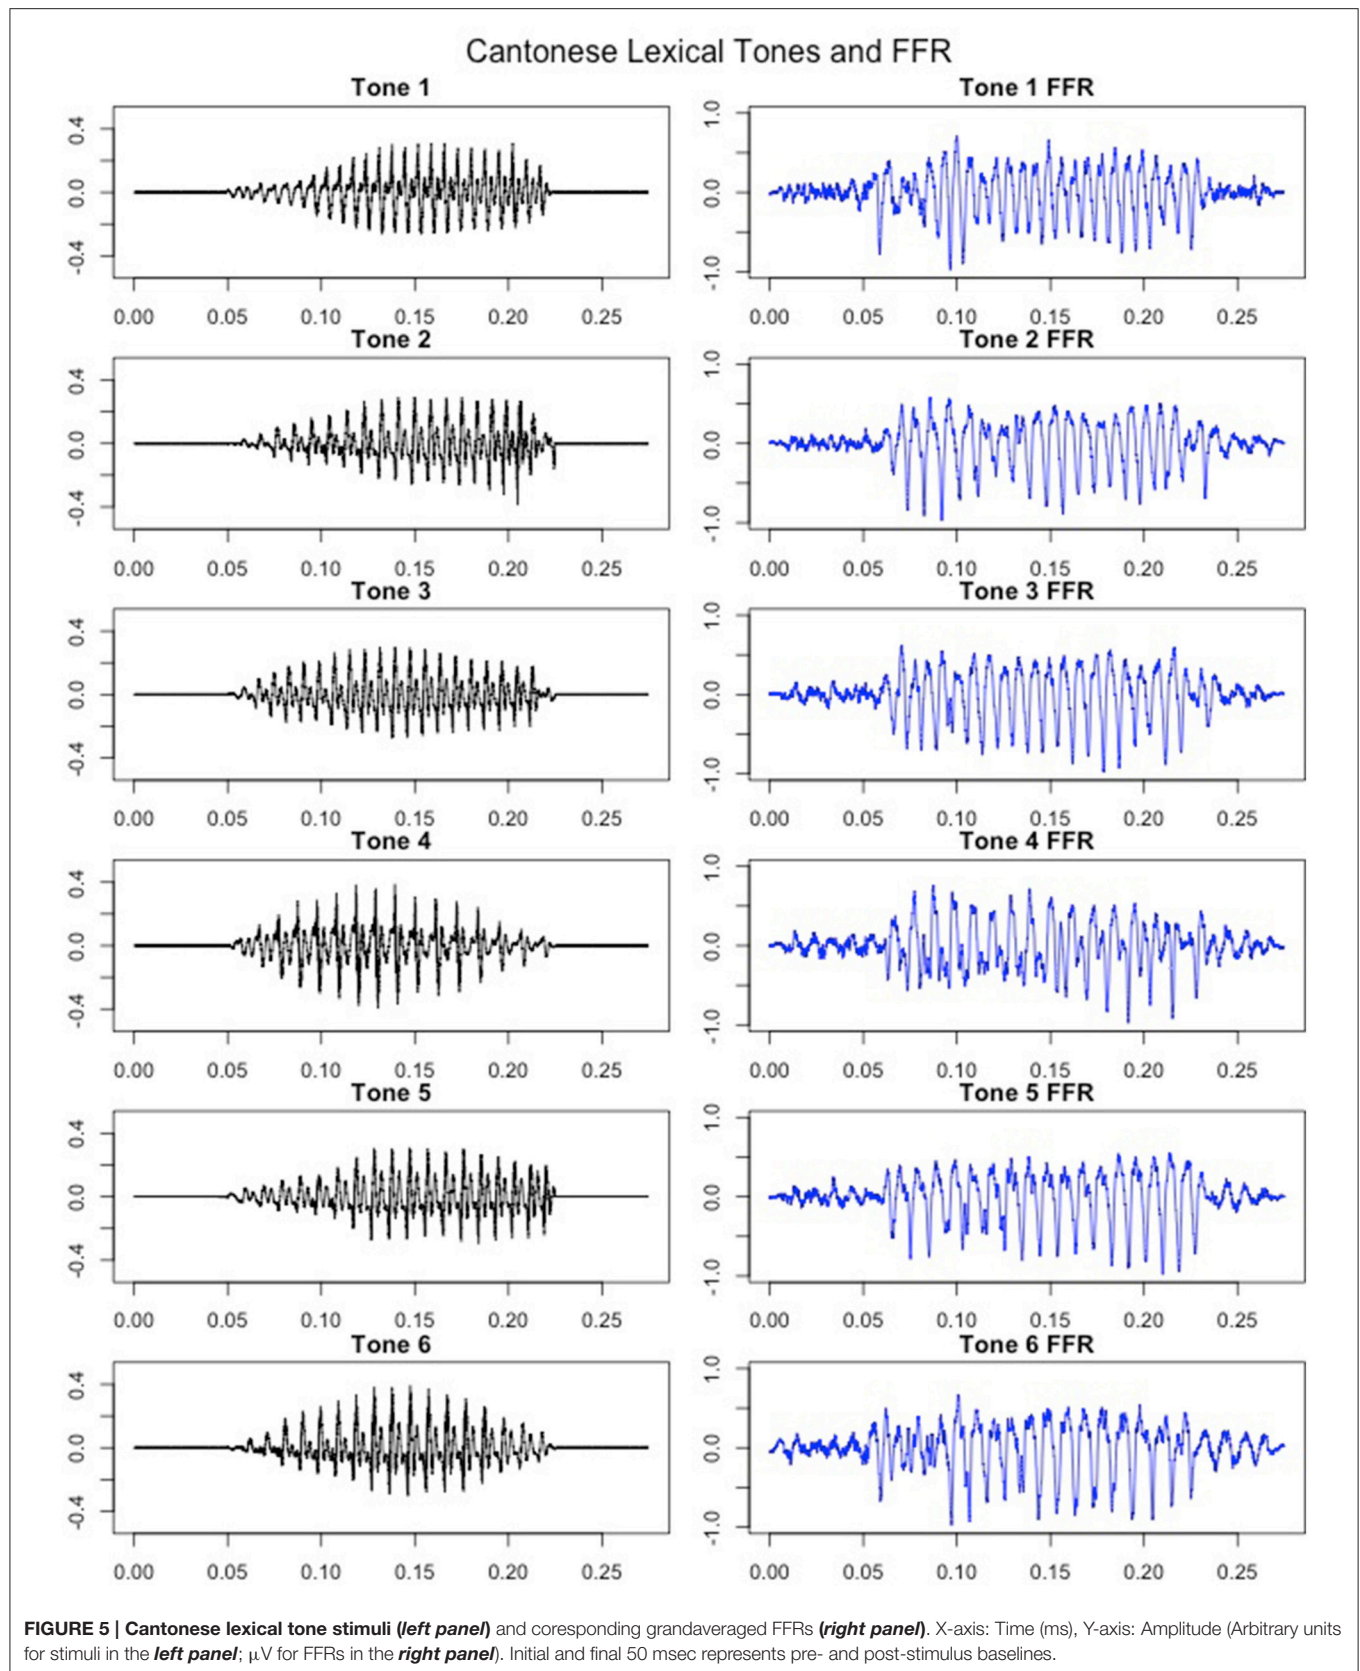 Cantonese Lexical Tones and FFR
Tone 1
Tone 1 FFR
0.4
0.0
-0.4
1.0
0.0
-1.0
0.00 0.05 0.10 0.15 0.20 0.25
0.00 0.05 0.10 0.15 0.20 0.25
Tone 2
Tone 2 FFR
0.4
0.0
-0.4
1.0
0.0
-1.0
0.00 0.05 0.10 0.15 0.20 0.25
0.00 0.05 0.10 0.15 0.20 0.25
Tone 3
Tone 3 FFR
0.4
0.0
-0.4
1.0
0.0
-1.0
0.00 0.05 0.10 0.15 0.20 0.25
0.00 0.05 0.10 0.15 0.20 0.25
Tone 4
Tone 4 FFR
0.4
0.0
-0.4
1.0
0.0
-1.0
0.00 0.05 0.10 0.15 0.20 0.25
0.00 0.05 0.10 0.15 0.20 0.25
Tone 5
Tone 5 FFR
0.4
0.0
-0.4
1.0
0.0
-1.0
0.00 0.05 0.10 0.15 0.20 0.25
0.00 0.05 0.10 0.15 0.20 0.25
Tone 6
Tone 6 FFR
0.4
0.0
-0.4
1.0
0.0
-1.0
0.00 0.05 0.10 0.15 0.20 0.25
0.00 0.05 0.10 0.15 0.20 0.25
FIGURE 5 | Cantonese lexical tone stimuli (left panel) and coresponding grandaveraged FFRs (right panel). X-axis: Time (ms), Y-axis: Amplitude (Arbitrary units
for stimuli in the left panel; μV for FFRs in the right panel). Initial and final 50 msec represents pre- and post-stimulus baselines.